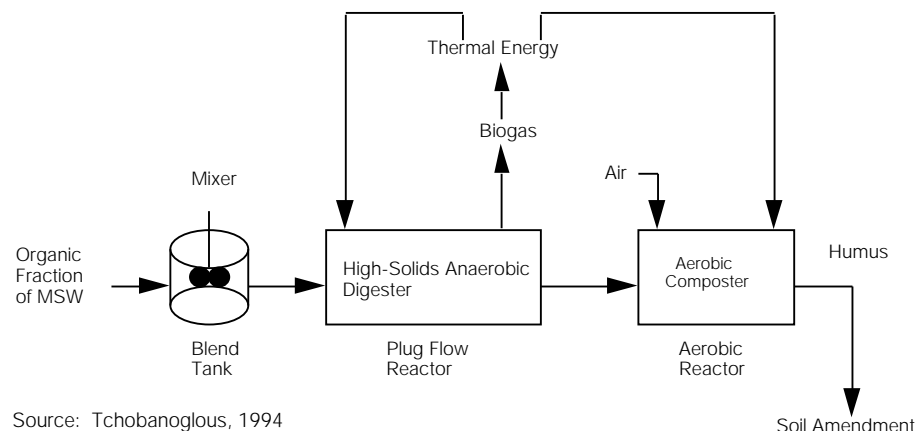 Thermal Energy
Biogas
Mixer
Air
Organic
Fraction
of MSW
High-Solids Anaerobic
Digester
Aerobic
Composter
Humus
Blend
Tank
Plug Flow
Reactor
Aerobic
Reactor
Source: Tchobanoglous, 1994
Soil Amendment